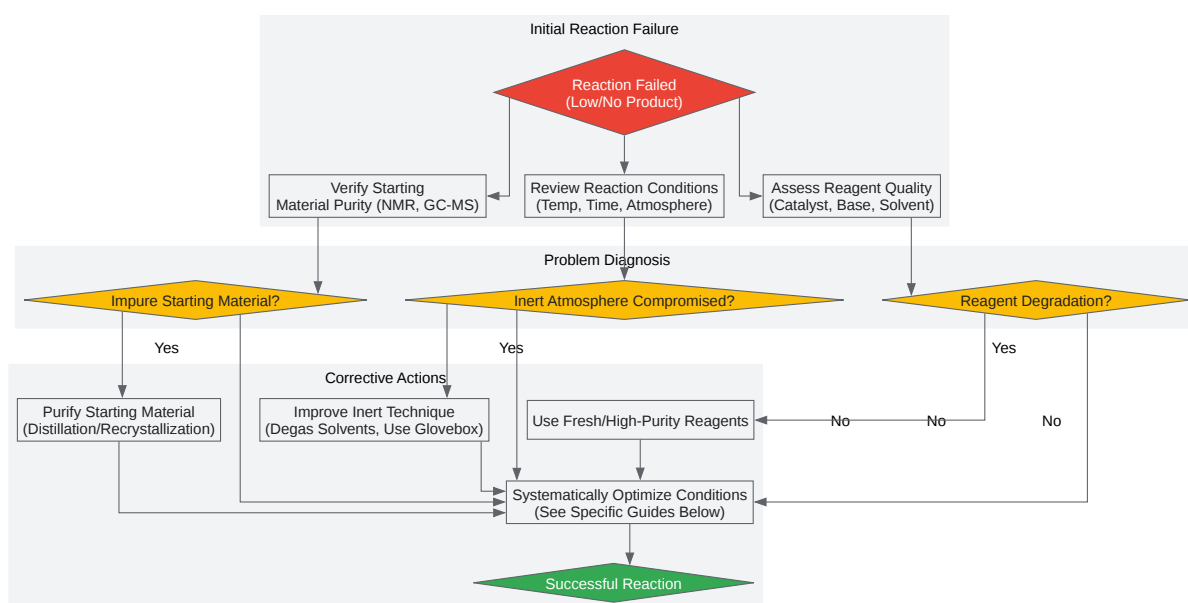 Initial Reaction Failure
Reaction Failed
(Low/No Product)
Verify Starting
Material Purity (NMR, GC-MS)
Review Reaction Conditions
(Temp, Time, Atmosphere)
Assess Reagent Quality
(Catalyst, Base, Solvent)
Problem Diagnosis
Impure Starting Material?
Inert Atmosphere Compromised?
Reagent Degradation?
Yes
Yes
Yes
Corrective Actions
Purify Starting Material
(Distillation/Recrystallization)
Improve Inert Technique
(Degas Solvents, Use Glovebox)
Use Fresh/High-Purity Reagents
No
No
No
Systematically Optimize Conditions
(See Specific Guides Below)
Successful Reaction